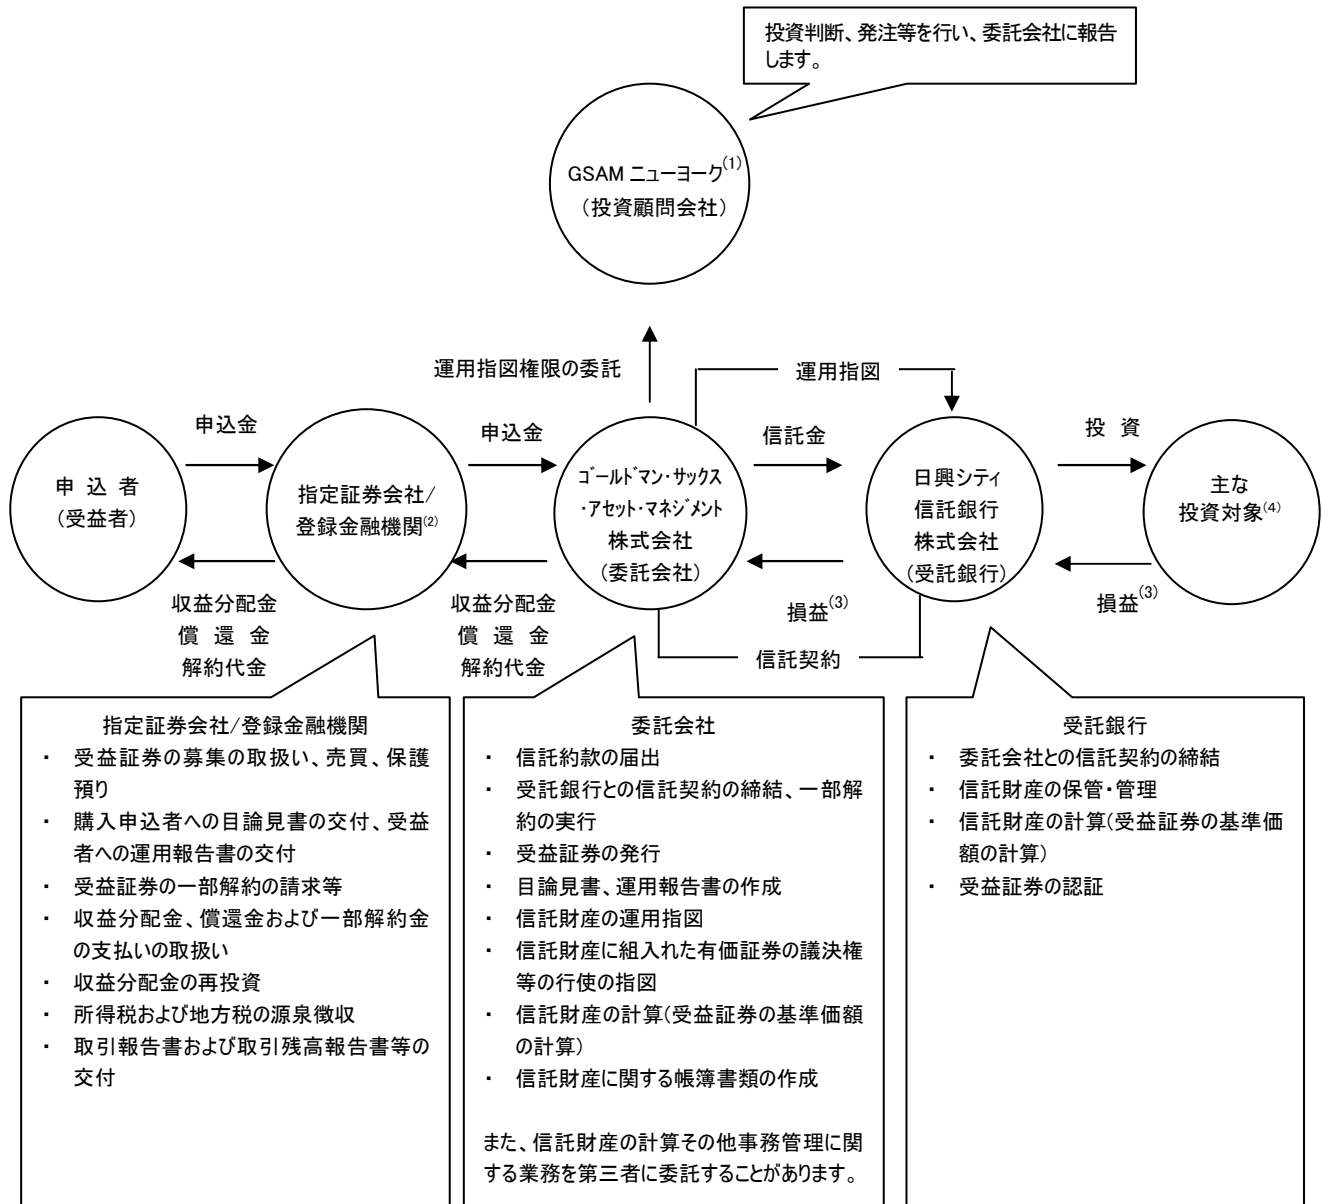 投資判断、発注等を行い、委託会社に報告
します。
GSAM ニューヨーク(1)
(投資顧問会社)
運用指図権限の委託
運用指図
申込金
申込金
信託金
投 資
申 込 者
(受益者)
指定証券会社/
登録金融機関(2)
ゴールドマン・サックス
・アセット・マネジメント
株式会社
(委託会社)
日興シティ
信託銀行
株式会社
(受託銀行)
主な
投資対象(4)
収益分配金
償 還 金
解約代金
収益分配金
償 還 金
解約代金
損益(3)
損益(3)
信託契約
指定証券会社/登録金融機関
・ 受益証券の募集の取扱い、売買、保護
預り
・ 購入申込者への目論見書の交付、受益
者への運用報告書の交付
・ 受益証券の一部解約の請求等
・ 収益分配金、償還金および一部解約金
の支払いの取扱い
・ 収益分配金の再投資
・ 所得税および地方税の源泉徴収
・ 取引報告書および取引残高報告書等の
交付
委託会社
・ 信託約款の届出
・ 受託銀行との信託契約の締結、一部解
約の実行
・ 受益証券の発行
・ 目論見書、運用報告書の作成
・ 信託財産の運用指図
・ 信託財産に組入れた有価証券の議決権
等の行使の指図
・ 信託財産の計算(受益証券の基準価額
の計算)
・ 信託財産に関する帳簿書類の作成
また、信託財産の計算その他事務管理に関
する業務を第三者に委託することがあります。
受託銀行
・ 委託会社との信託契約の締結
・ 信託財産の保管・管理
・ 信託財産の計算(受益証券の基準価
額の計算)
・ 受益証券の認証